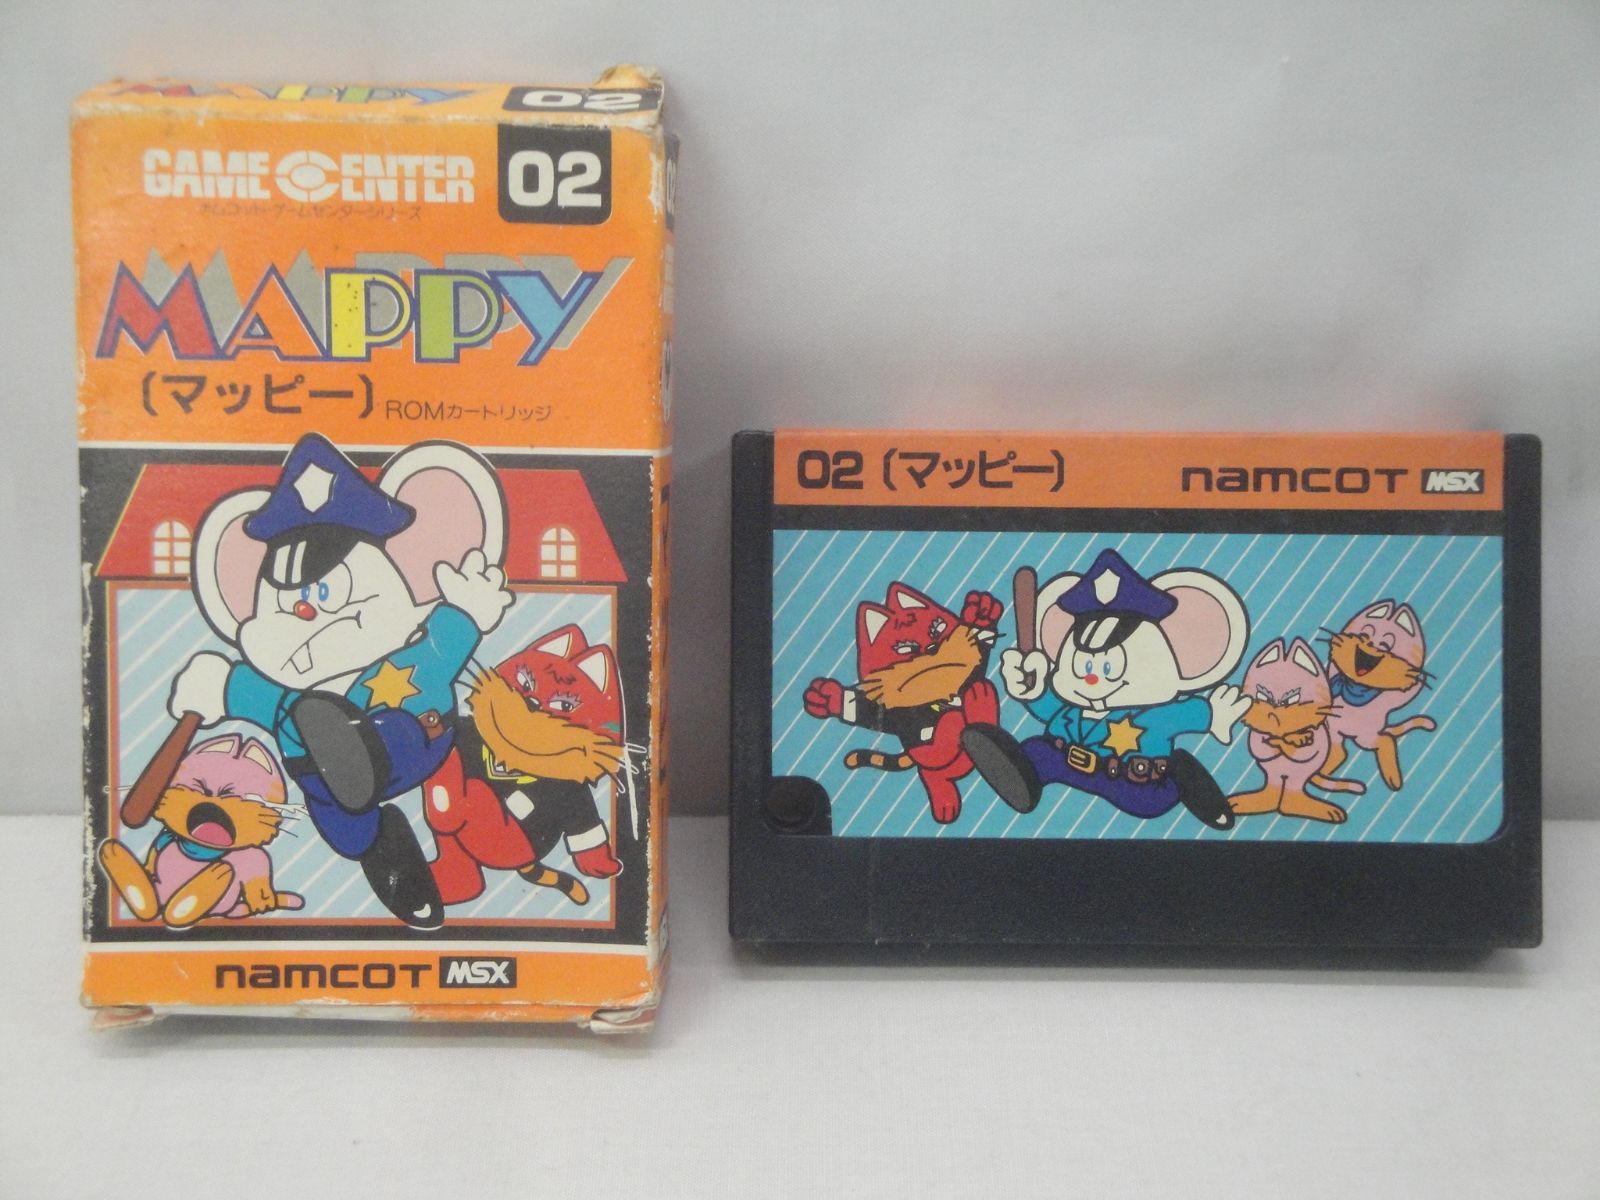 MAPPY 02
GAME CENTER 02
ナムコット・ゲームセンターシリーズ
MAPPY
〔マッピー〕 ROMカートリッジ
namcot MSX
02〔マッピー〕 namcot MSX